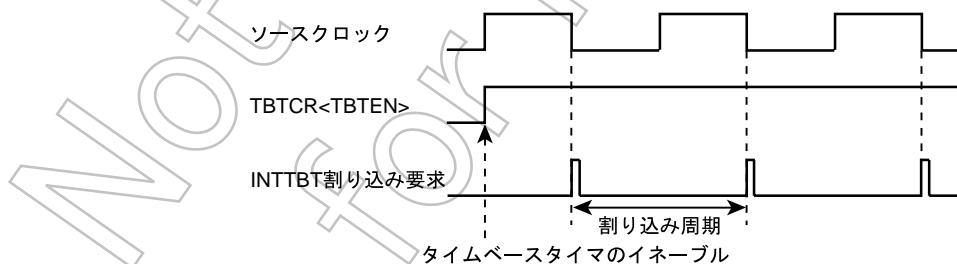 ソースクロック
TBTCR<TBTEN>
INTTBT割り込み要求
割り込み周期
タイムベースタイマのイネーブル
Not
for